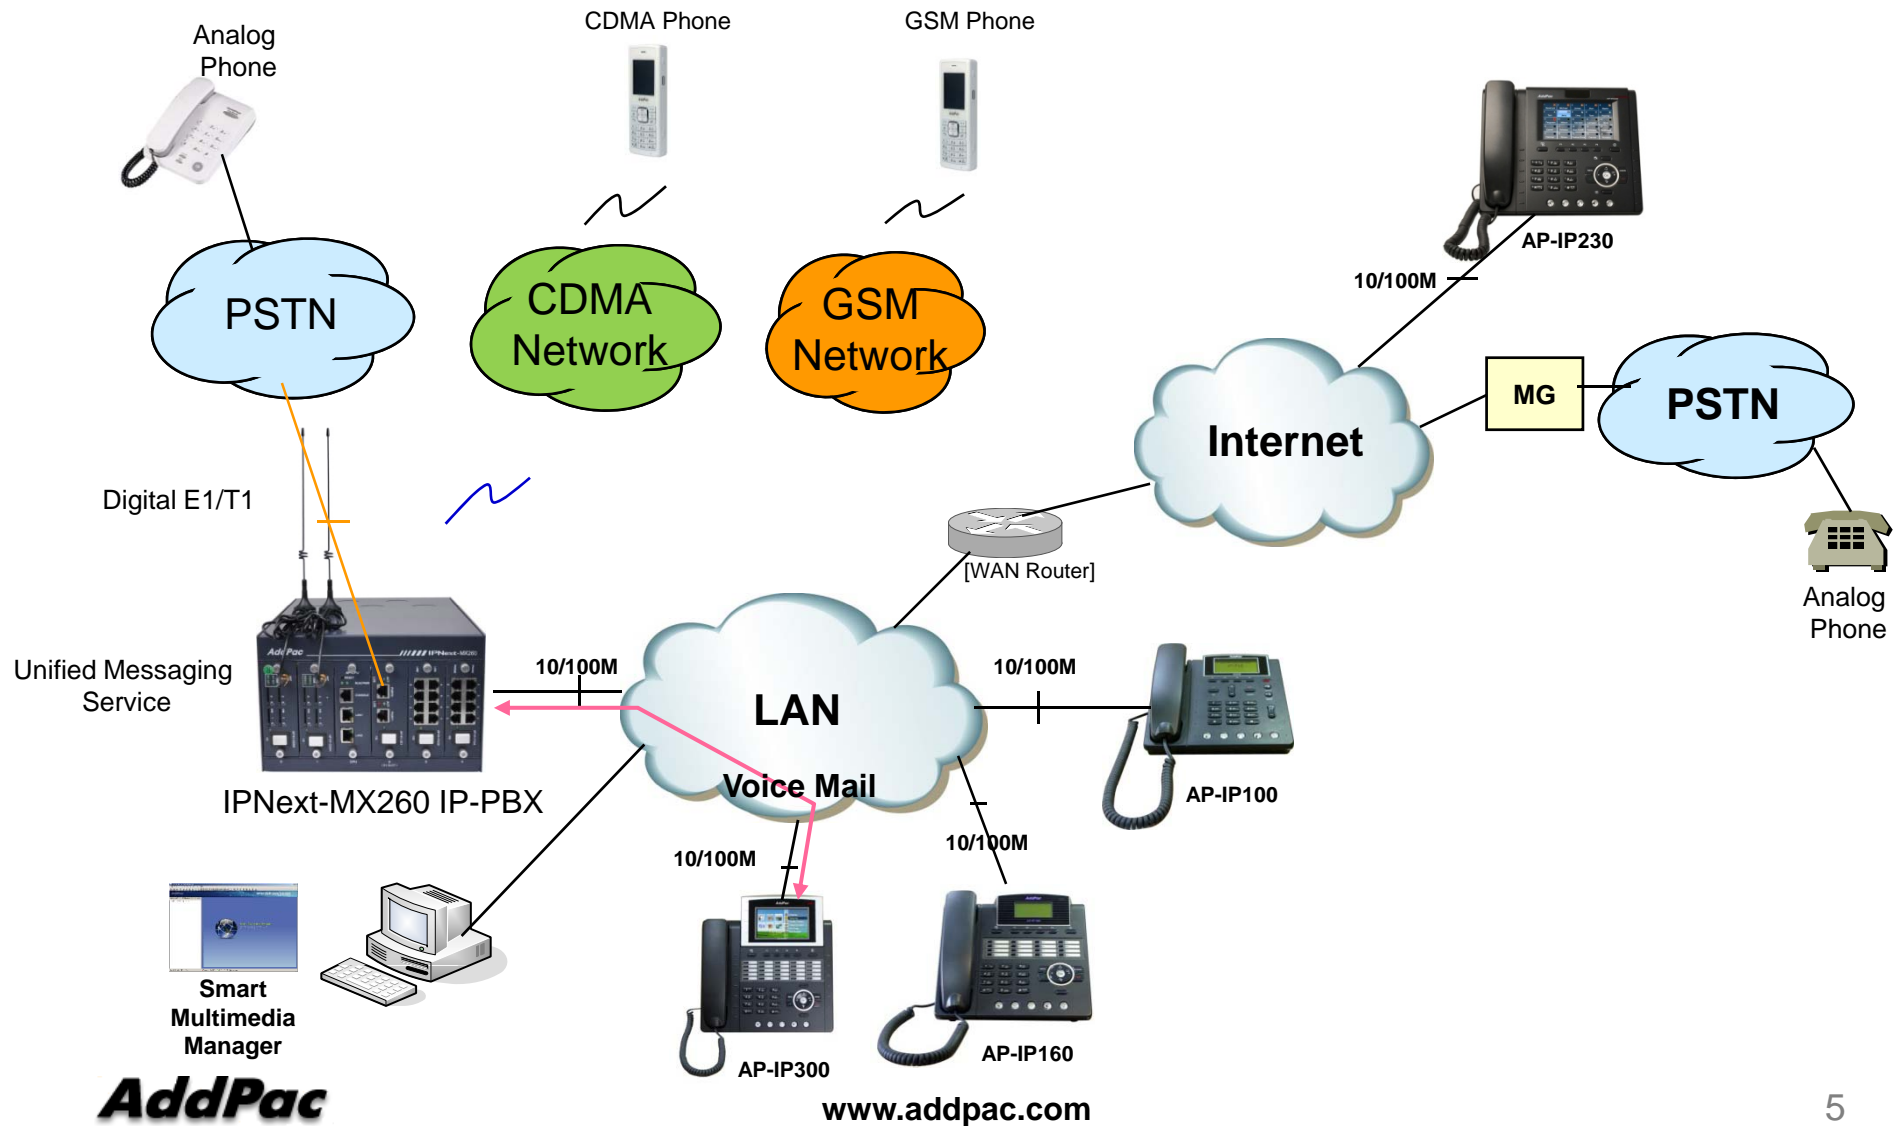 Analog
Phone
CDMA Phone
GSM Phone
PSTN
CDMA
Network
GSM
Network
AP-IP230
10/100M
MG
PSTN
Internet
Digital E1/T1
[WAN Router]
Analog
Phone
AddPac
IPNext-MX260
Unified Messaging
Service
10/100M
LAN
10/100M
Voice Mail
AP-IP100
IPNext-MX260 IP-PBX
10/100M
10/100M
Smart
Multimedia
Manager
AP-IP300
AP-IP160
AddPac
www.addpac.com
5